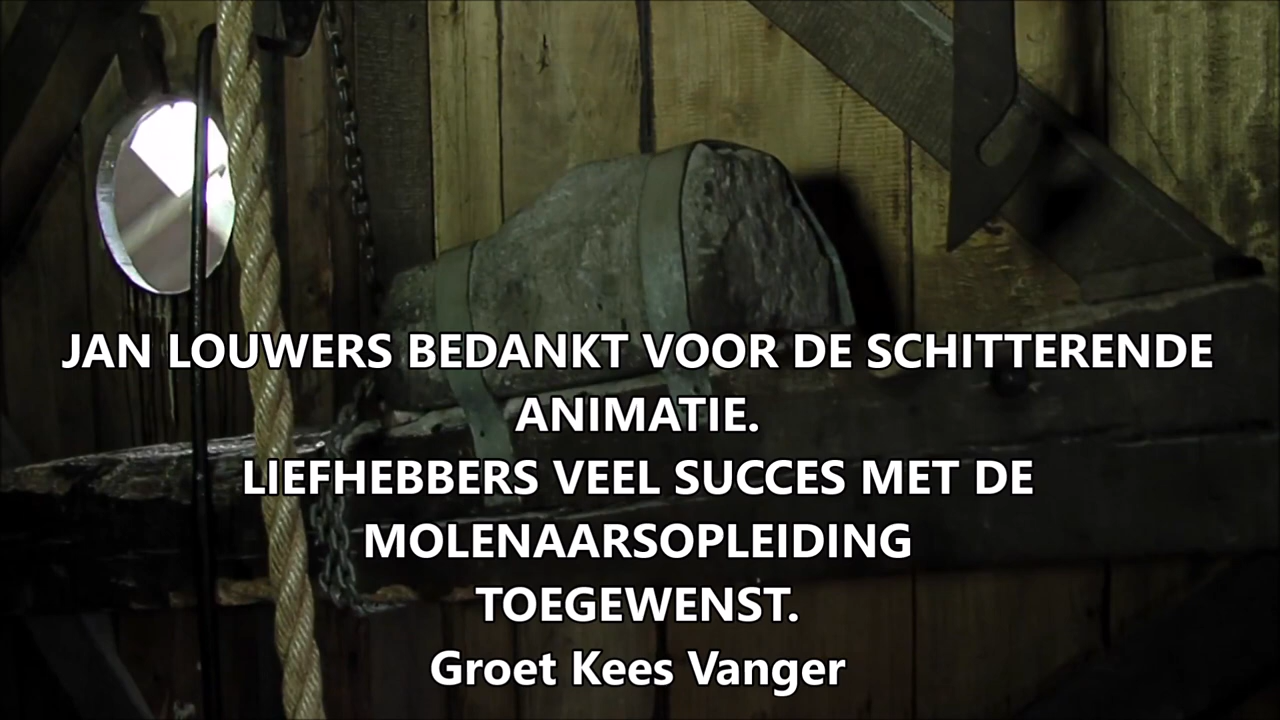 JAN LOUWERS BEDANKT VOOR DE SCHITTERENDE
ANIMATIE.
LIEFHEBBERS VEEL SUCCES MET DE
MOLENAARSOPLEIDING
TOEGEWENST.
Groet Kees Vanger